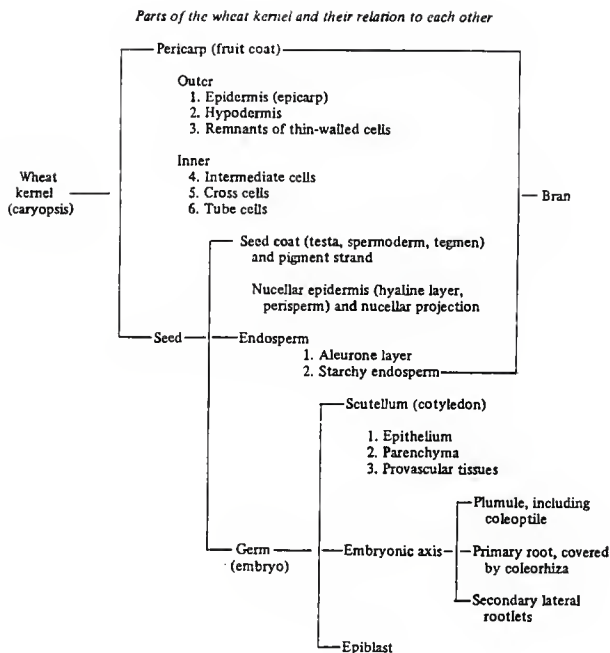 Parts of the wheat kernel and their relation to each other
Pericarp (fruit coat)
Outer
1. Epidermis (epicarp)
2. Hypodermis
3. Remnants of thin-walled cells
Inner
4. Intermediate cells
5. Cross cells
6. Tube cells
Wheat
kernel
(caryopsis)
Bran
Seed coat (testa, spermoderm, tegmen)
and pigment strand
Nucellar epidermis (hyaline layer,
perisperm) and nucellar projection
Seed
Endosperm
1. Aleurone layer
2. Starchy endosperm
Scutellum (cotyledon)
1. Epithelium
2. Parenchyma
3. Provascular tissues
Germ
(embryo)
Embryonic axis
Plumule, including
coleoptile
Primary root, covered
by coleorhiza
Secondary lateral
rootlets
Epiblast